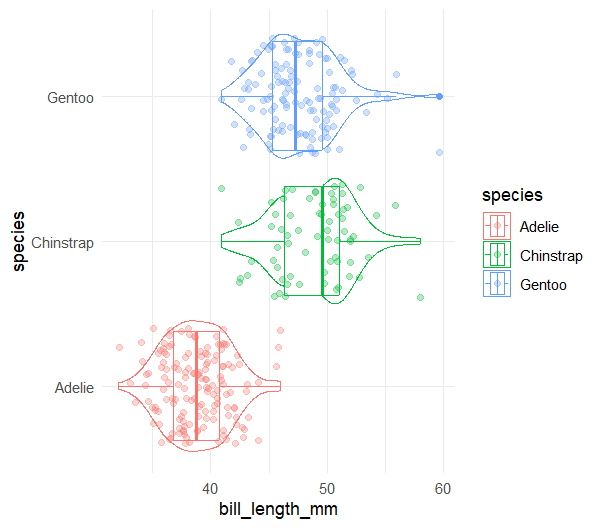 species
Gentoo
Chinstrap
Adelie
40
50
60
bill_length_mm
species
Adelie
Chinstrap
Gentoo